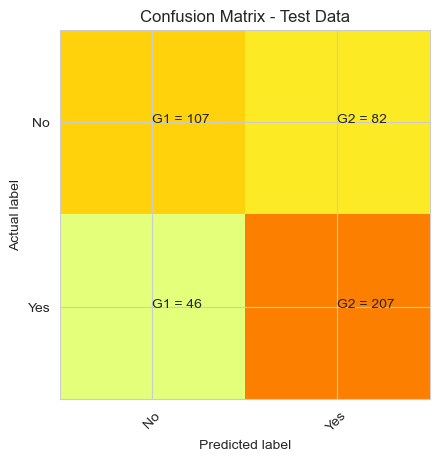 Confusion Matrix - Test Data
No
G1 = 107
G2 = 82
Actual label
Yes
G1 = 46
G2 = 207
No
Yes
Predicted label